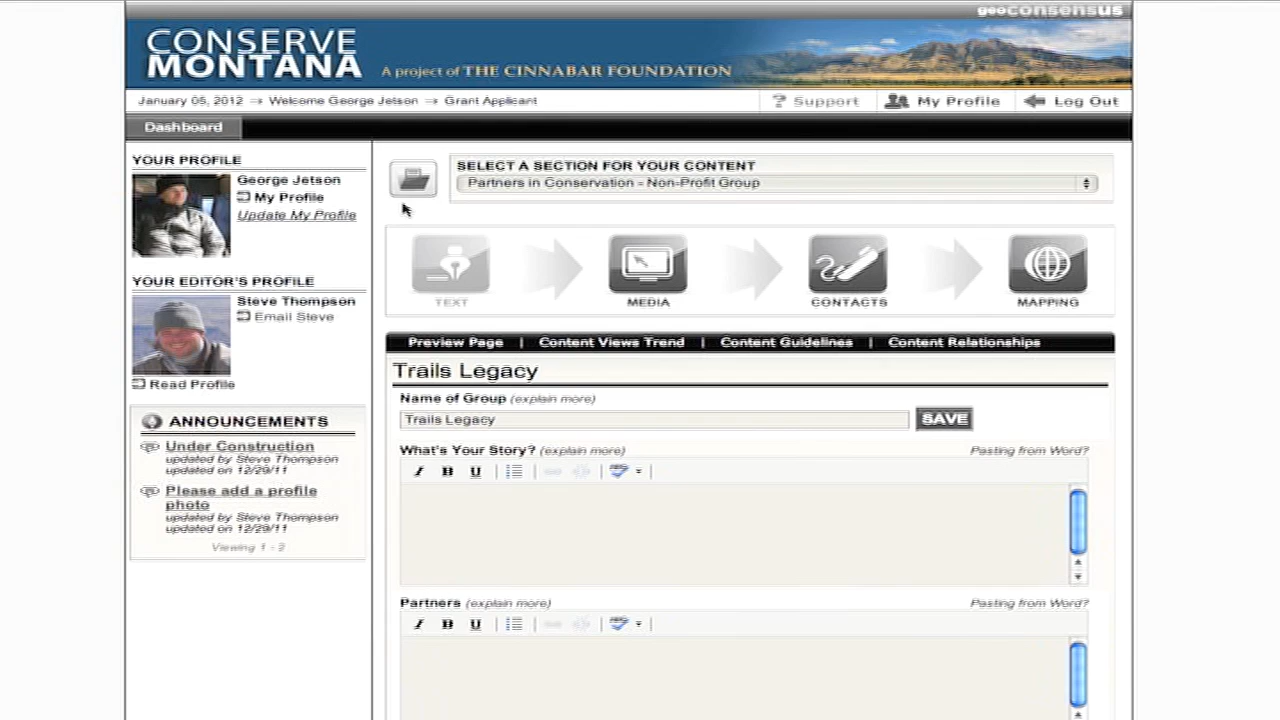 geoconsensus
CONSERVE
MONTANA
A project of THE CINNABAR FOUNDATION
January 05, 2012 ⇒ Welcome George Jetson ⇒ Grant Applicant
? Support
My Profile
Log Out
Dashboard
YOUR PROFILE
George Jetson
My Profile
Update My Profile
YOUR EDITOR'S PROFILE
Steve Thompson
Email Steve
Read Profile
ANNOUNCEMENTS
Under Construction
updated by Steve Thompson
updated on 12/29/11
Please add a profile
photo
updated by Steve Thompson
updated on 12/29/11
Viewing 1 - 2
SELECT A SECTION FOR YOUR CONTENT
Partners in Conservation - Non-Profit Group
TEXT
MEDIA
CONTACTS
MAPPING
Preview Page | Content Views Trend | Content Guidelines | Content Relationships
Trails Legacy
Name of Group (explain more)
Trails Legacy
SAVE
What's Your Story? (explain more)
Pasting from Word?
I B U
Partners (explain more)
Pasting from Word?
I B U